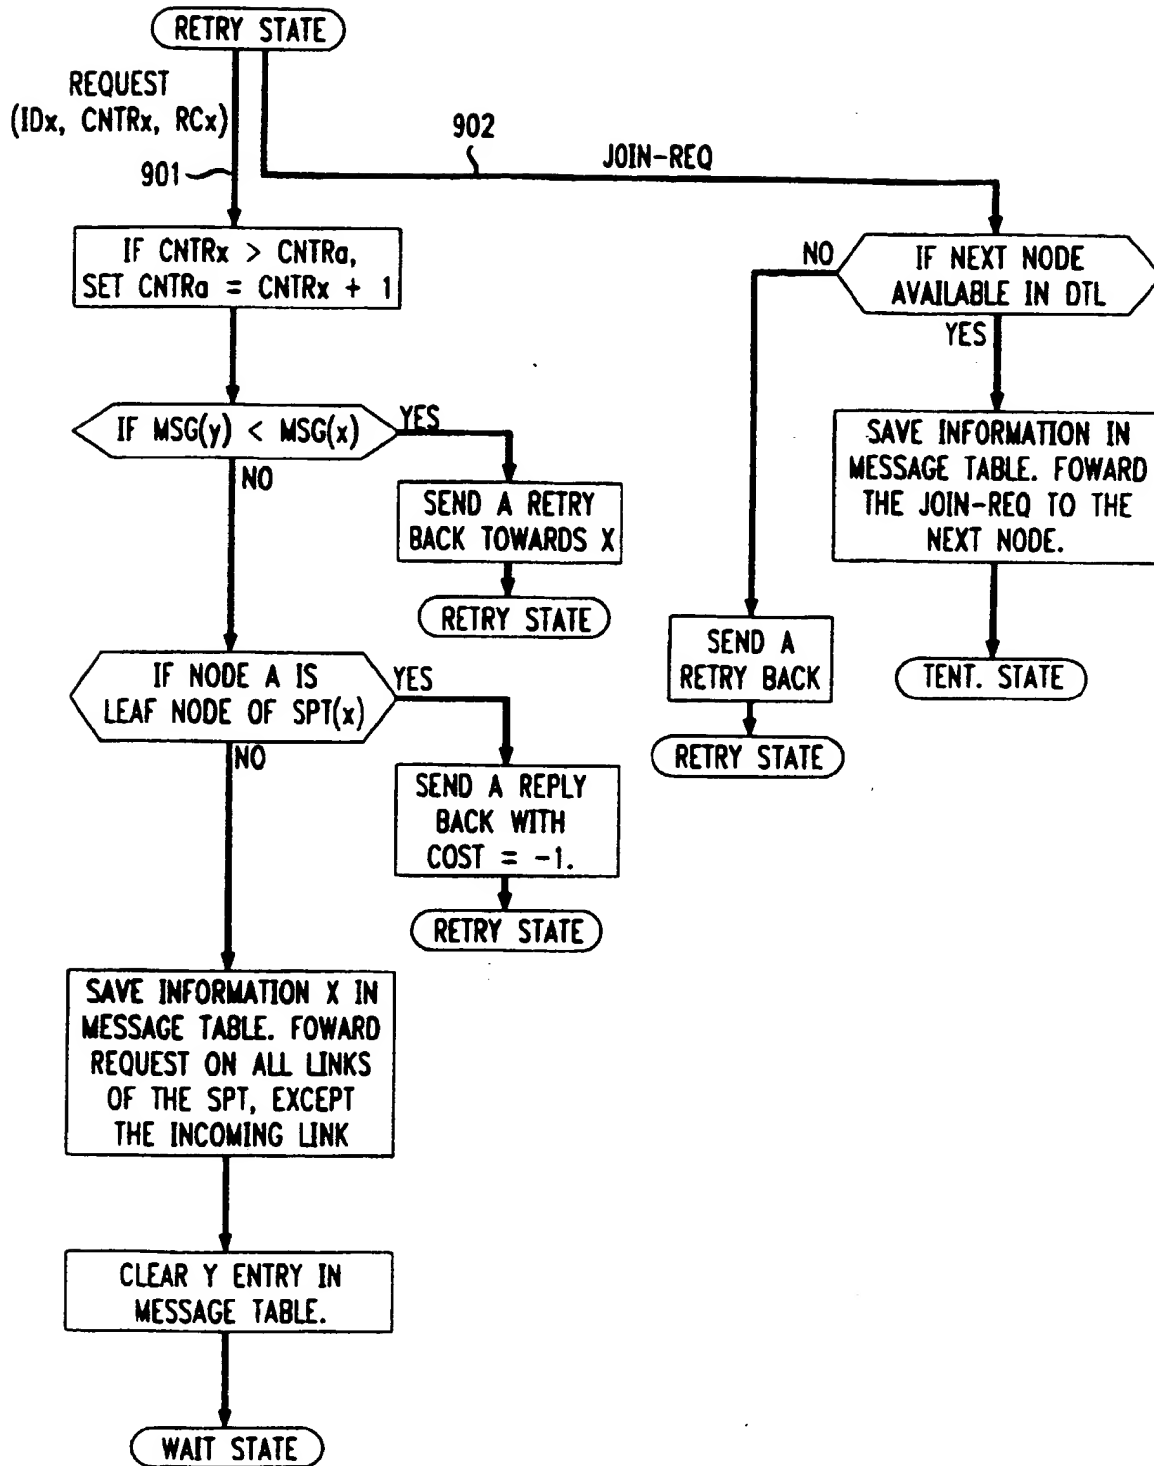 RETRY STATE
REQUEST
(IDx, CNTRx, RCx)
901
902
JOIN-REQ
IF CNTRx > CNTRa,
SET CNTRa = CNTRx + 1
IF MSG(y) < MSG(x)
YES
NO
SEND A RETRY
BACK TOWARDS X
RETRY STATE
IF NODE A IS
LEAF NODE OF SPT(x)
YES
NO
SEND A REPLY
BACK WITH
COST = -1.
RETRY STATE
SAVE INFORMATION X IN
MESSAGE TABLE. FOWARD
REQUEST ON ALL LINKS
OF THE SPT, EXCEPT
THE INCOMING LINK
CLEAR Y ENTRY IN
MESSAGE TABLE.
WAIT STATE
IF NEXT NODE
AVAILABLE IN DTL
NO
YES
SAVE INFORMATION IN
MESSAGE TABLE. FOWARD
THE JOIN-REQ TO THE
NEXT NODE.
TENT. STATE
SEND A
RETRY BACK
RETRY STATE